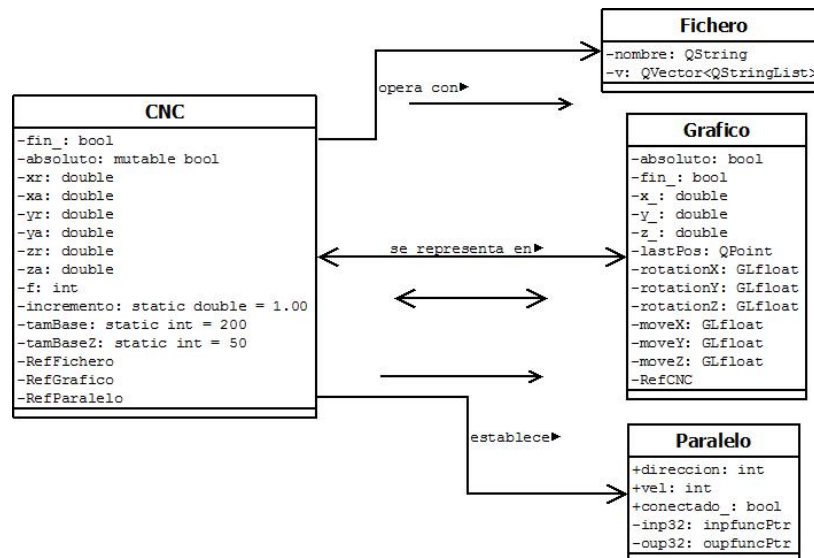 Fichero
-nombre: QString
-v: QVector<QStringList>
opera con▶
CNC
-fin_: bool
-absoluto: mutable bool
-xr: double
-xa: double
-yr: double
-ya: double
-zr: double
-za: double
-f: int
-incremento: static double = 1.00
-tamBase: static int = 200
-tamBaseZ: static int = 50
-RefFichero
-RefGrafico
-RefParalelo
se representa en▶
Grafico
-absoluto: bool
-fin_: bool
-x_: double
-y_: double
-z_: double
-lastPos: QPoint
-rotationX: GLfloat
-rotationY: GLfloat
-rotationZ: GLfloat
-moveX: GLfloat
-moveY: GLfloat
-moveZ: GLfloat
-RefCNC
establece▶
Paralelo
+direccion: int
+vel: int
+conectado_: bool
-inp32: inpfuncPtr
-oup32: oupfuncPtr